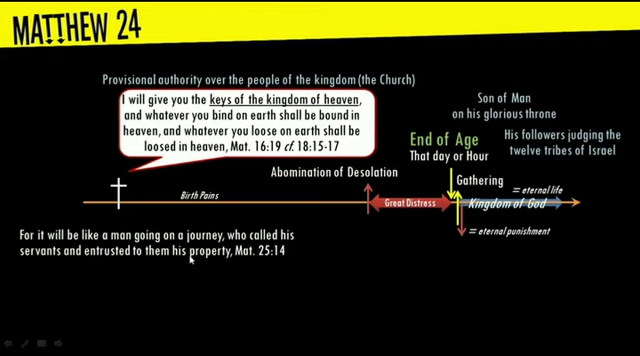 MATTHEW 24
Provisional authority over the people of the kingdom (the Church)
I will give you the keys of the kingdom of heaven,
and whatever you bind on earth shall be bound in
heaven, and whatever you loose on earth shall be
loosed in heaven, Mat. 16:19 cf. 18:15-17
Son of Man
on his glorious throne
End of Age
That day or Hour
His followers judging the
twelve tribes of Israel
Abomination of Desolation
Gathering
= eternal life
Birth Pains
Great Distress
Kingdom of God
= eternal punishment
For it will be like a man going on a journey, who called his
servants and entrusted to them his property, Mat. 25:14